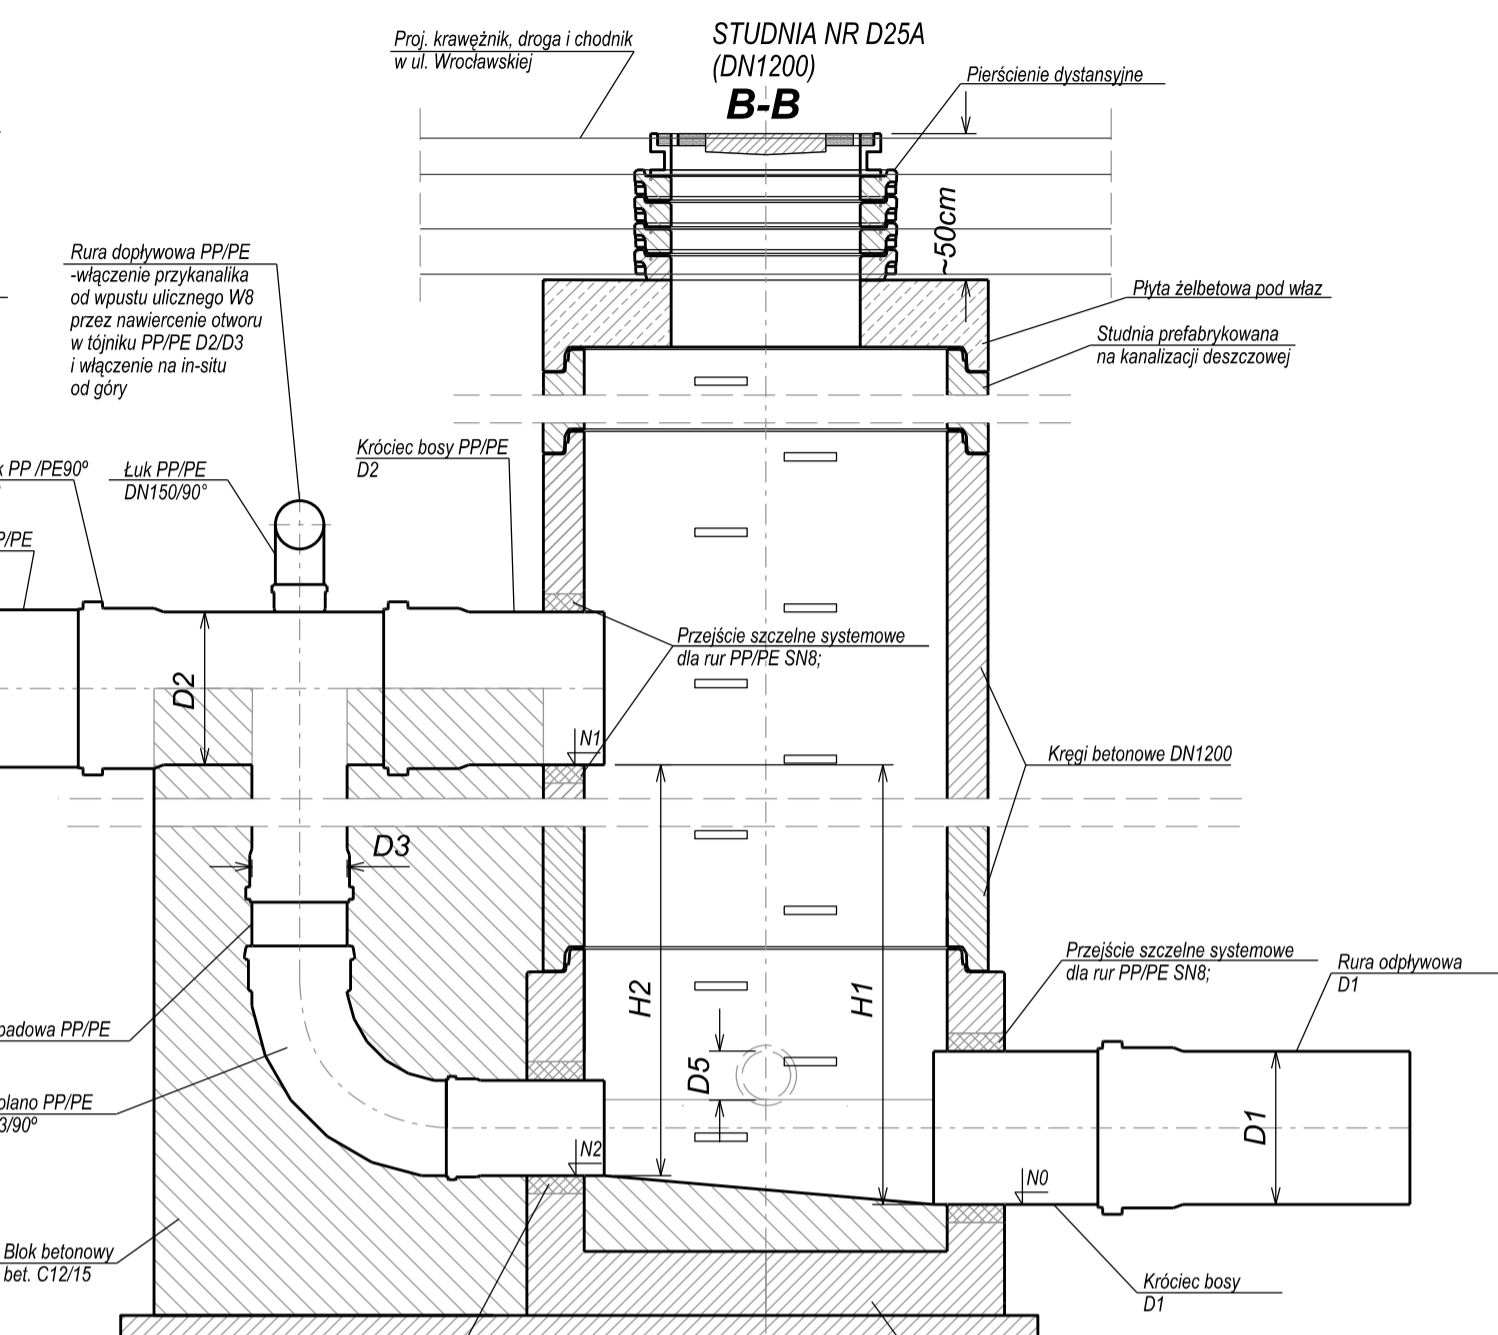 STUDNIA NR D25A
(DN1200)
B-B
Proj. krawężnik, droga i chodnik
w ul. Wrocławskiej
Pierścienie dystansyjne
~50cm
Rura dopływowa PP/PE
-włączenie przykanalika
od wpustu ulicznego W8
przez nawiercenie otworu
w tójniku PP/PE D2/D3
i włączenie na in-situ
od góry
Płyta żelbetowa pod właz
Studnia prefabrykowana
na kanalizacji deszczowej
PP /PE90º
Łuk PP/PE
DN150/90°
Króciec bosy PP/PE
D2
P/PE
Przejście szczelne systemowe
dla rur PP/PE SN8;
D2
N1
Kręgi betonowe DN1200
D3
H2
H1
Przejście szczelne systemowe
dla rur PP/PE SN8;
Rura odpływowa
D1
padowa PP/PE
D5
olano PP/PE
3/90º
D1
N2
N0
Blok betonowy
bet. C12/15
Króciec bosy
D1